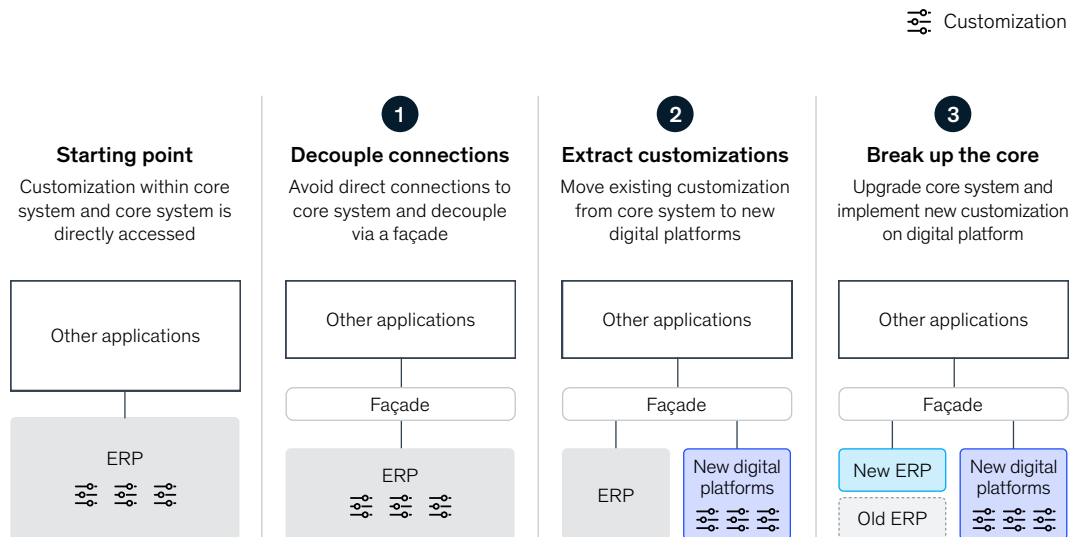 Customization
Starting point
Customization within core
system and core system is
directly accessed
Other applications
ERP
1
Decouple connections
Avoid direct connections to
core system and decouple
via a façade
Other applications
Façade
ERP
2
Extract customizations
Move existing customization
from core system to new
digital platforms
Other applications
Façade
ERP
New digital
platforms
3
Break up the core
Upgrade core system and
implement new customization
on digital platform
Other applications
Façade
New ERP
Old ERP
New digital
platforms